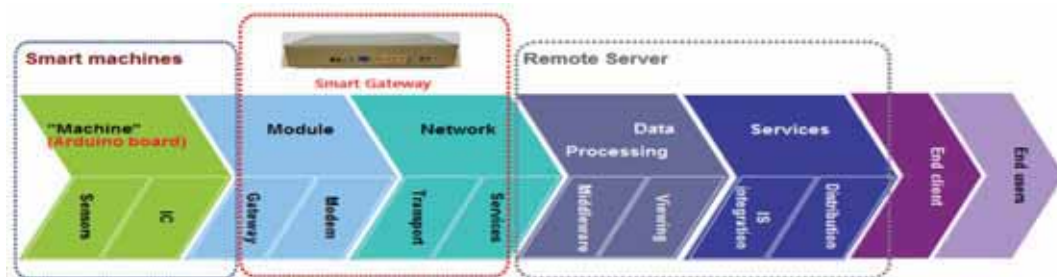 Smart machines
Smart Gateway
Remote Server
"Machine"
(Arduino board)
Module
Network
Data
Processing
Services
End client
End users
Sensors
IC
Gateway
Modem
Transport
Services
Middleware
Viewing
IS
integration
Distribution